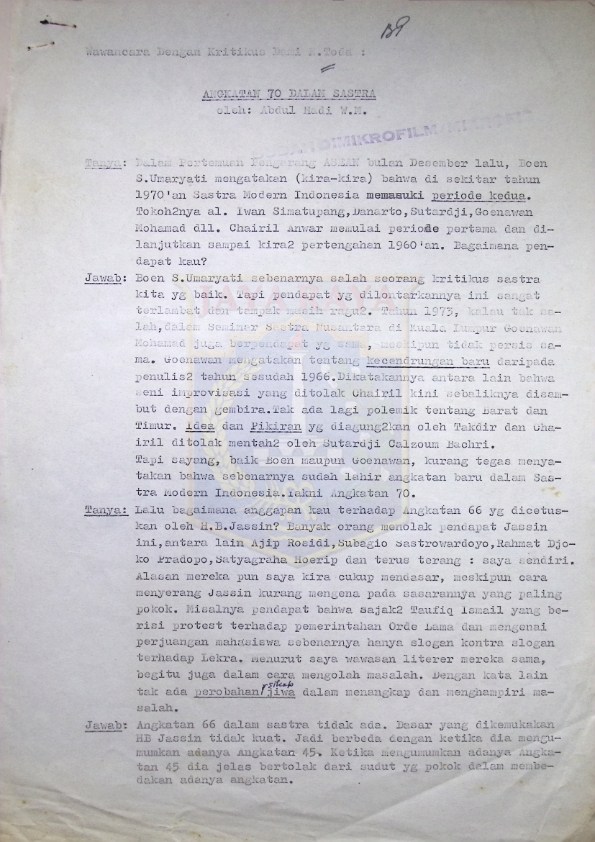 Wawancara Dengan Kritikus Dami N.Toda :
ANGKATAN 70 DALAM SASTRA
oleh: Abdul Hadi W.M.
DIMIKROFILM
Tanya: Dalam Pertemuan Pengarang ASEAN bulan Desember lalu, Boen
S.Umaryati mengatakan (kira-kira) bahwa di sekitar tahun
1970'an Sastra Modern Indonesia memasuki periode kedua.
Tokoh2nya al. Iwan Simatupang,Danarto,Sutardji,Goenawan
Mohamad dll. Chairil Anwar memulai periode pertama dan di-
lanjutkan sampai kira2 pertengahan 1960'an. Bagaimana pen-
dapat kau?
Jawab: Boen S.Umaryati sebenarnya salah seorang kritikus sastra
kita yg baik. Tapi pendapat yg dilontarkannya ini sangat
terlambat dan tampak masih ragu2. Tahun 1973, kalau tak sa-
lah,dalam Seminar Sastra Nusantara di Kuala Lumpur Goenawan
Mohamad juga berpendapat yg sama, meskipun tidak persis sa-
ma. Goenawan mengatakan tentang kecendrungan baru daripada
penulis2 tahun sesudah 1966.Dikatakannya antara lain bahwa
seni improvisasi yang ditolak Chairil kini sebaliknya disam-
but dengan gembira.Tak ada lagi polemik tentang Barat dan
Timur. Idea dan Pikiran yg diagung2kan oleh Takdir dan Cha-
iril ditolak mentah2 oleh Sutardji Calzoum Bachri.
Tapi sayang, baik Boen maupun Goenawan, kurang tegas menya-
takan bahwa sebenarnya sudah lahir angkatan baru dalam Sas-
tra Modern Indonesia.Yakni Angkatan 70.
Tanya: Lalu bagaimana anggapan kau terhadap Angkatan 66 yg dicetus-
kan oleh H.B.Jassin? Banyak orang menolak pendapat Jassin
ini,antara lain Ajip Rosidi,Subagio Sastrowardoyo,Rahmat Djo-
ko Pradopo,Satyagraha Hoerip dan terus terang : saya sendiri.
Alasan mereka pun saya kira cukup mendasar, meskipun cara
menyerang Jassin kurang mengena pada sasarannya yang paling
pokok. Misalnya pendapat bahwa sajak2 Taufiq Ismail yang be-
risi protest terhadap pemerintahan Orde Lama dan mengenai
perjuangan mahasiswa sebenarnya hanya slogan kontra slogan
terhadap Lekra. Menurut saya wawasan literer mereka sama,
begitu juga dalam cara mengolah masalah. Dengan kata lain
tak ada perobahan sikap jiwa dalam menangkap dan menghampiri ma-
salah.
Jawab: Angkatan 66 dalam sastra tidak ada. Dasar yang dikemukakan
HB Jassin tidak kuat. Jadi berbeda dengan ketika dia mengu-
mumkan adanya Angkatan 45. Ketika mengumumkan adanya Angka-
tan 45 dia jelas bertolak dari sudut yg pokok dalam membe-
dakan adanya angkatan.